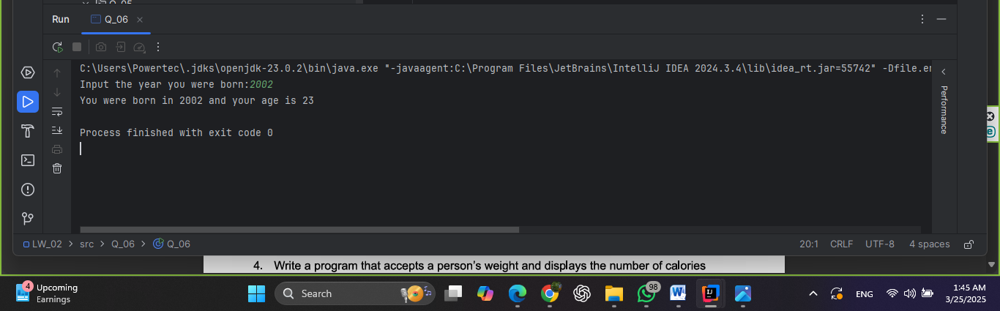 Q_05
Run
Q_06
C:\Users\Powertec\.jdks\openjdk-23.0.2\bin\java.exe "-javaagent:C:\Program Files\JetBrains\IntelliJ IDEA 2024.3.4\lib\idea_rt.jar=55742" -Dfile.en
Input the year you were born:2002
You were born in 2002 and your age is 23
Process finished with exit code 0
Performance
LW_02 > src > Q_06 > Q_06
20:1 CRLF UTF-8 4 spaces
4. Write a program that accepts a person's weight and displays the number of calories
4
Upcoming
Earnings
Search
98
ENG
1:45 AM
3/25/2025